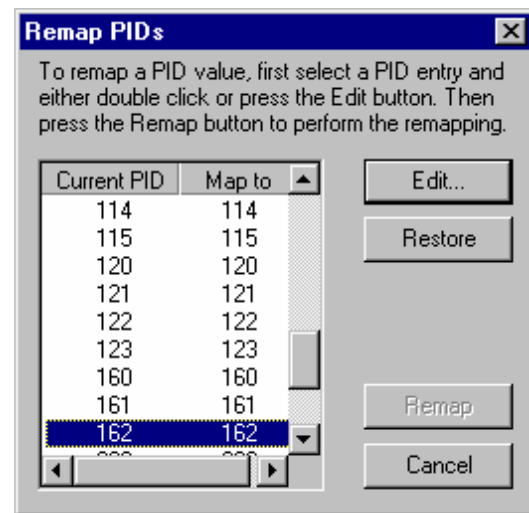 Remap PIDs
To remap a PID value, first select a PID entry and
either double click or press the Edit button. Then
press the Remap button to perform the remapping.
Current PID Map to
114 114
115 115
120 120
121 121
122 122
123 123
160 160
161 161
162 162
Edit...
Restore
Remap
Cancel